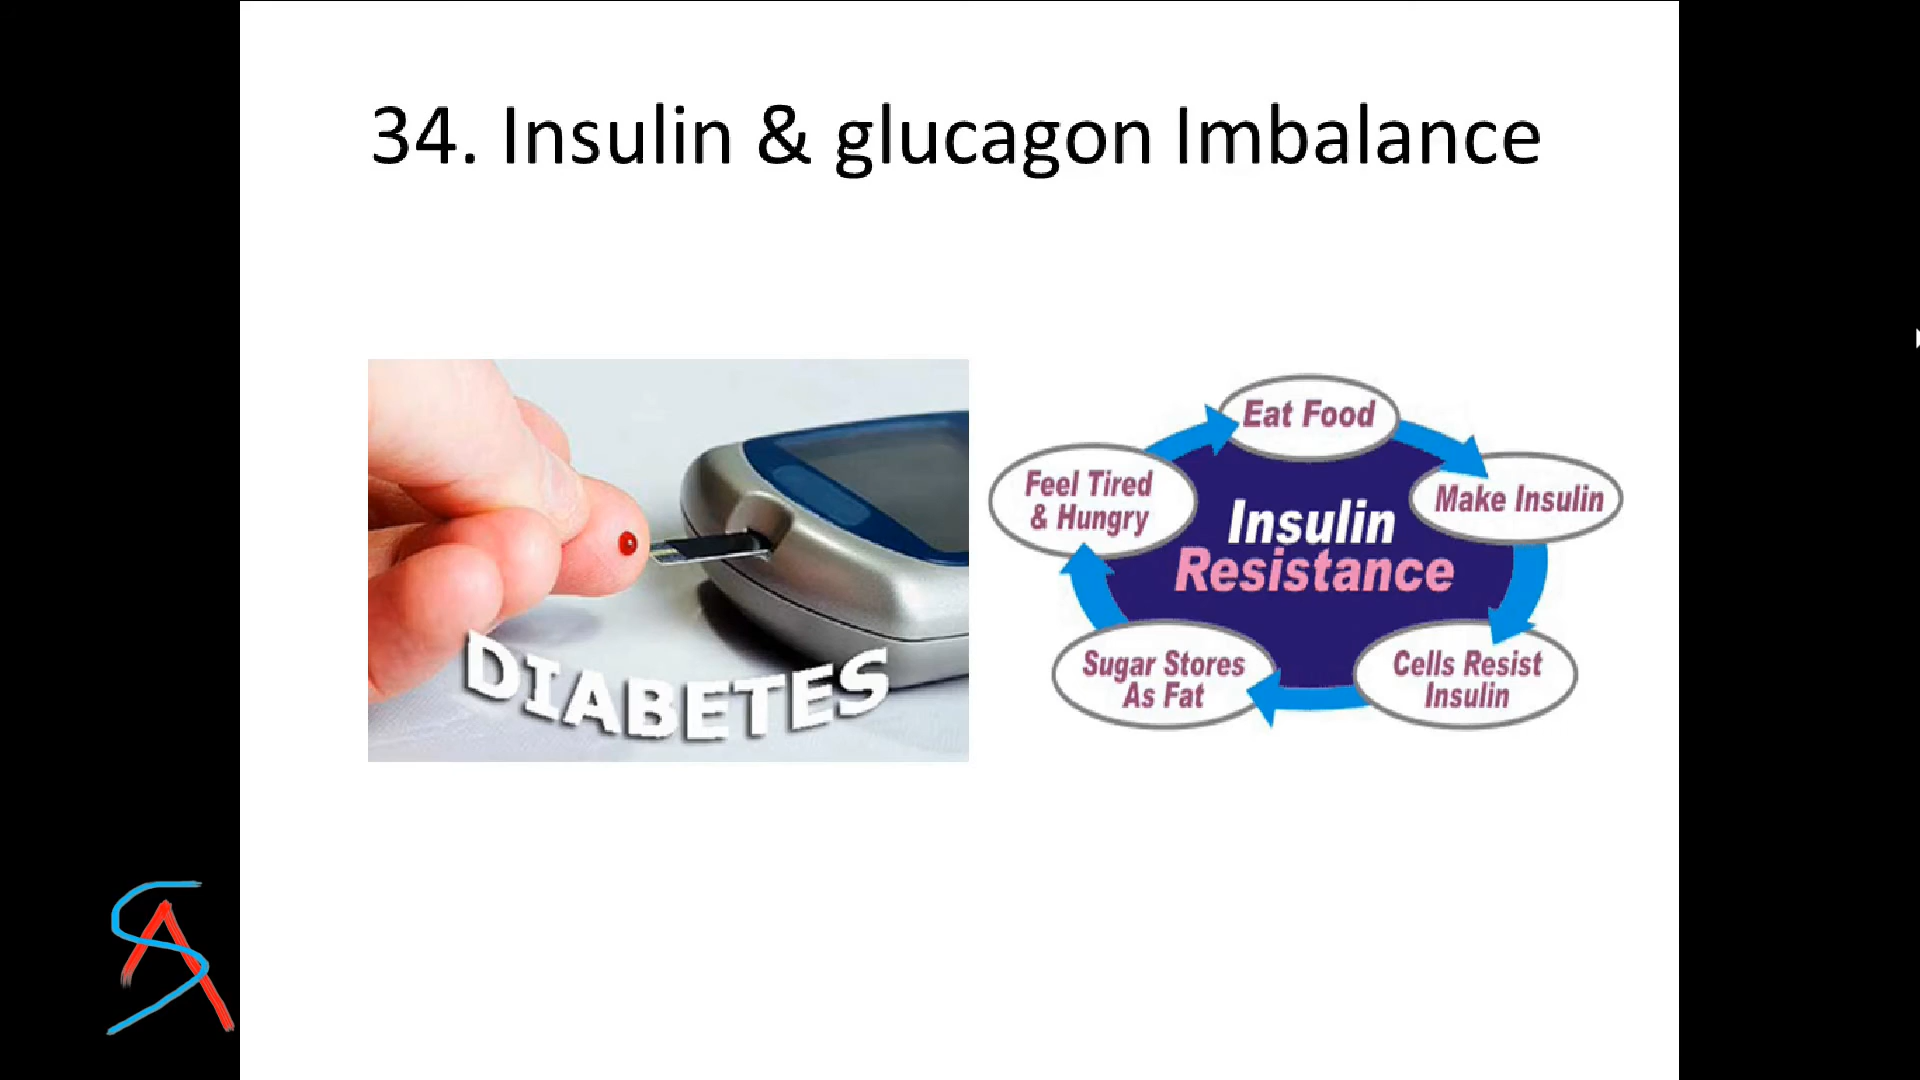 34. Insulin & glucagon Imbalance
DIABETES
Eat Food
Make Insulin
Cells Resist
Insulin
Sugar Stores
As Fat
Feel Tired
& Hungry
Insulin
Resistance
SA